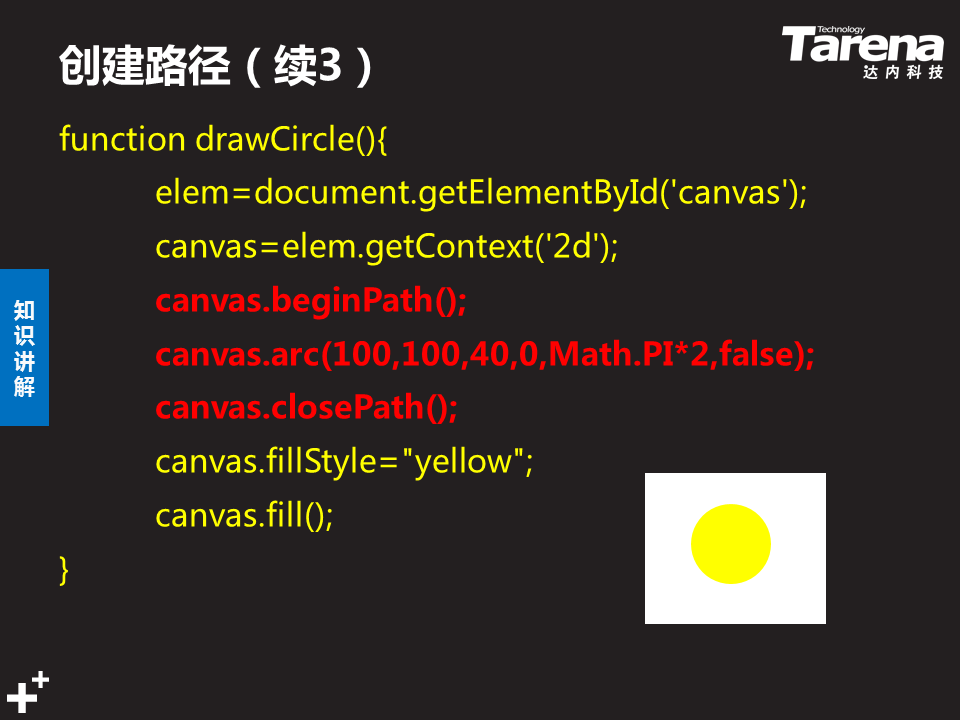 创建路径（续3）
Technology
Tarena
达内科技
function drawCircle(){
elem=document.getElementById('canvas');
canvas=elem.getContext('2d');
canvas.beginPath();
canvas.arc(100,100,40,0,Math.PI*2,false);
canvas.closePath();
canvas.fillStyle="yellow";
canvas.fill();
}
知识讲解